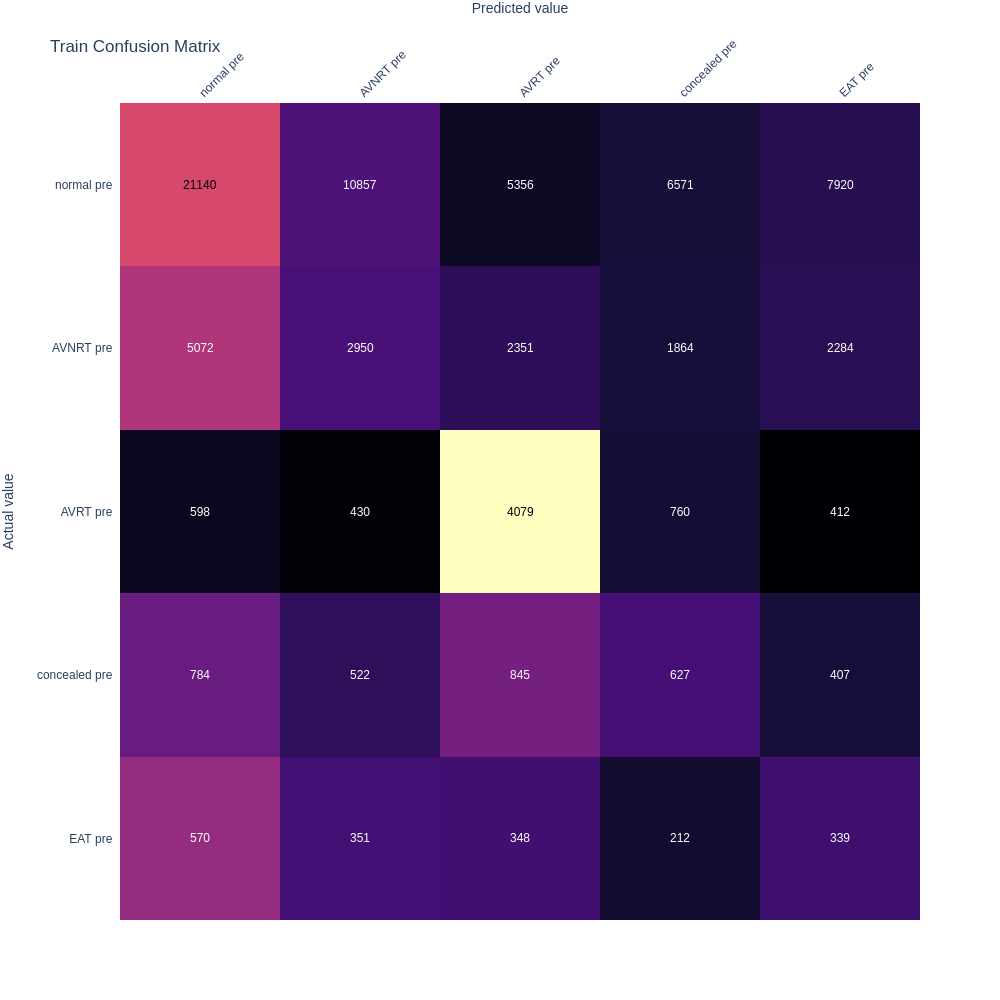 Predicted value
Train Confusion Matrix
normal pre AVNRT pre AVRT pre concealed pre EAT pre
normal pre 21140 10857 5356 6571 7920
AVNRT pre 5072 2950 2351 1864 2284
AVRT pre 598 430 4079 760 412
concealed pre 784 522 845 627 407
EAT pre 570 351 348 212 339
Actual value